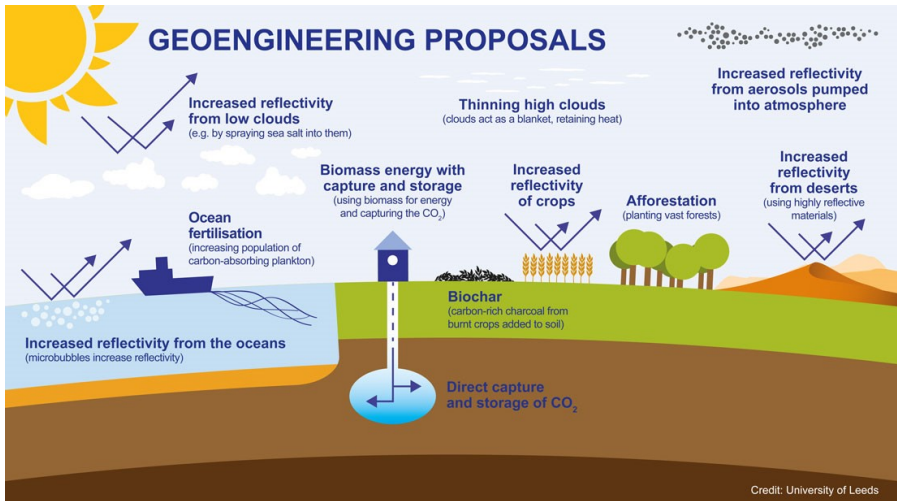 GEOENGINEERING PROPOSALS
Increased reflectivity
from low clouds
(e.g. by spraying sea salt into them)
Thinning high clouds
(clouds act as a blanket, retaining heat)
Increased reflectivity
from aerosols pumped
into atmosphere
Biomass energy with
capture and storage
(using biomass for energy
and capturing the CO₂)
Increased
reflectivity
of crops
Afforestation
(planting vast forests)
Increased
reflectivity
from deserts
(using highly reflective
materials)
Ocean
fertilisation
(increasing population of
carbon-absorbing plankton)
Biochar
(carbon-rich charcoal from
burnt crops added to soil)
Increased reflectivity from the oceans
(microbubbles increase reflectivity)
Direct capture
and storage of CO₂
Credit: University of Leeds